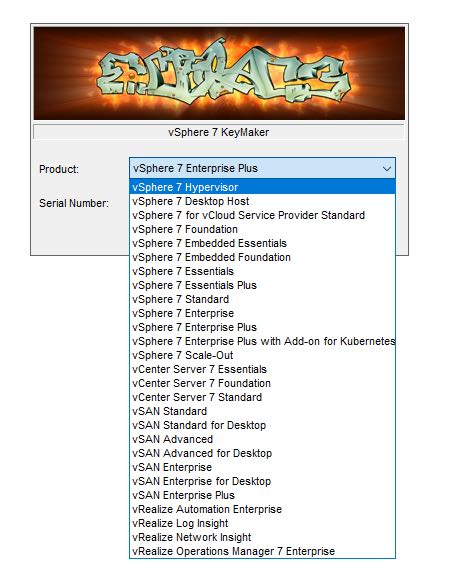 EMBRACE
vSphere 7 KeyMaker
Product:
vSphere 7 Enterprise Plus
Serial Number:
vSphere 7 Hypervisor
vSphere 7 Desktop Host
vSphere 7 for vCloud Service Provider Standard
vSphere 7 Foundation
vSphere 7 Embedded Essentials
vSphere 7 Embedded Foundation
vSphere 7 Essentials
vSphere 7 Essentials Plus
vSphere 7 Standard
vSphere 7 Enterprise
vSphere 7 Enterprise Plus
vSphere 7 Enterprise Plus with Add-on for Kubernetes
vSphere 7 Scale-Out
vCenter Server 7 Essentials
vCenter Server 7 Foundation
vCenter Server 7 Standard
vSAN Standard
vSAN Standard for Desktop
vSAN Advanced
vSAN Advanced for Desktop
vSAN Enterprise
vSAN Enterprise for Desktop
vSAN Enterprise Plus
vRealize Automation Enterprise
vRealize Log Insight
vRealize Network Insight
vRealize Operations Manager 7 Enterprise